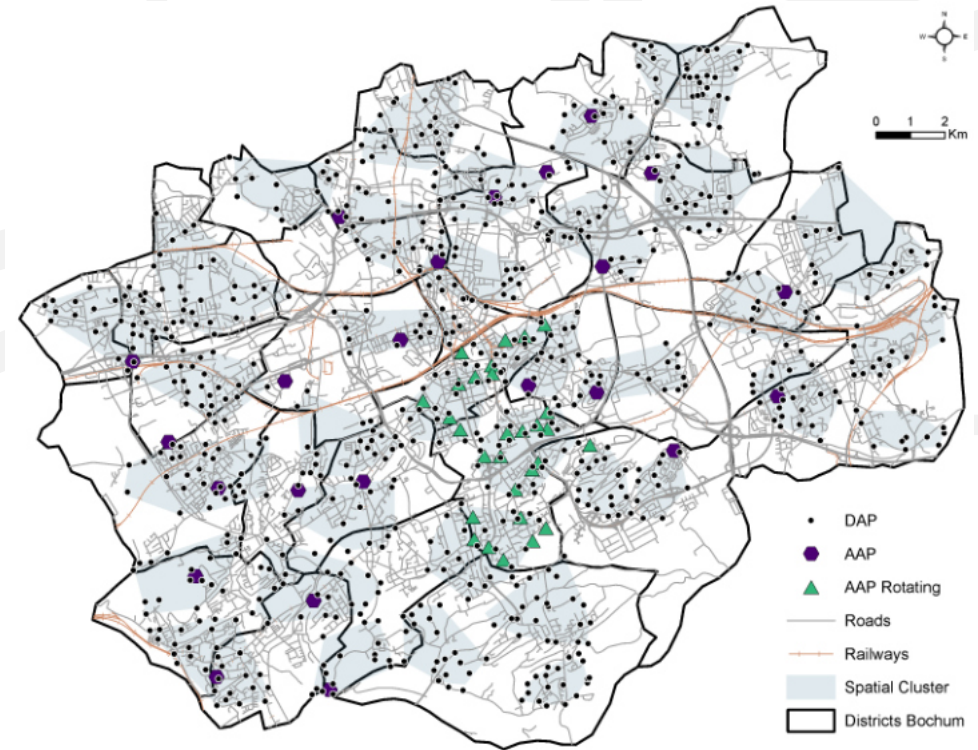 N
W E
S
0 1 2
Km
DAP
AAP
AAP Rotating
Roads
Railways
Spatial Cluster
Districts Bochum